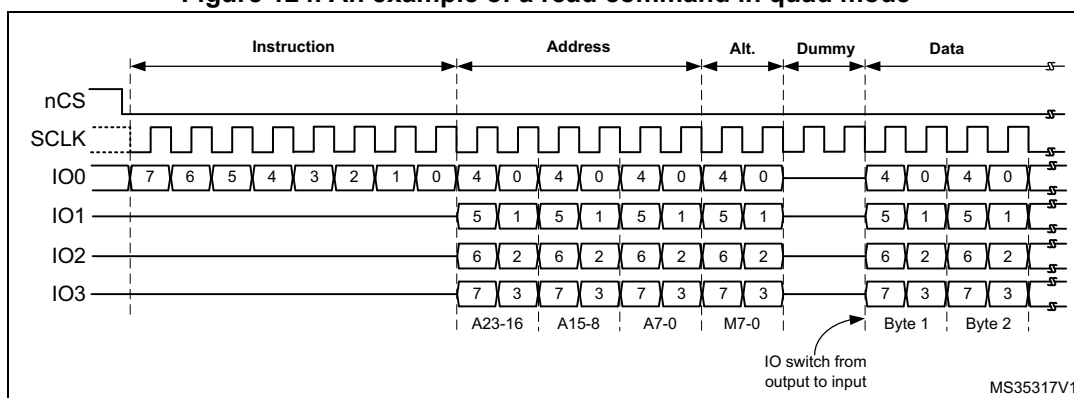 Figure 124. An example of a read command in quad mode
Instruction Address Alt. Dummy Data
nCS
SCLK
IO0 7 6 5 4 3 2 1 0 4 0 4 0 4 0 4 0 4 0 4 0
IO1 5 1 5 1 5 1 5 1 5 1 5 1
IO2 6 2 6 2 6 2 6 2 6 2 6 2
IO3 7 3 7 3 7 3 7 3 7 3 7 3
A23-16 A15-8 A7-0 M7-0 Byte 1 Byte 2
IO switch from
output to input
MS35317V1